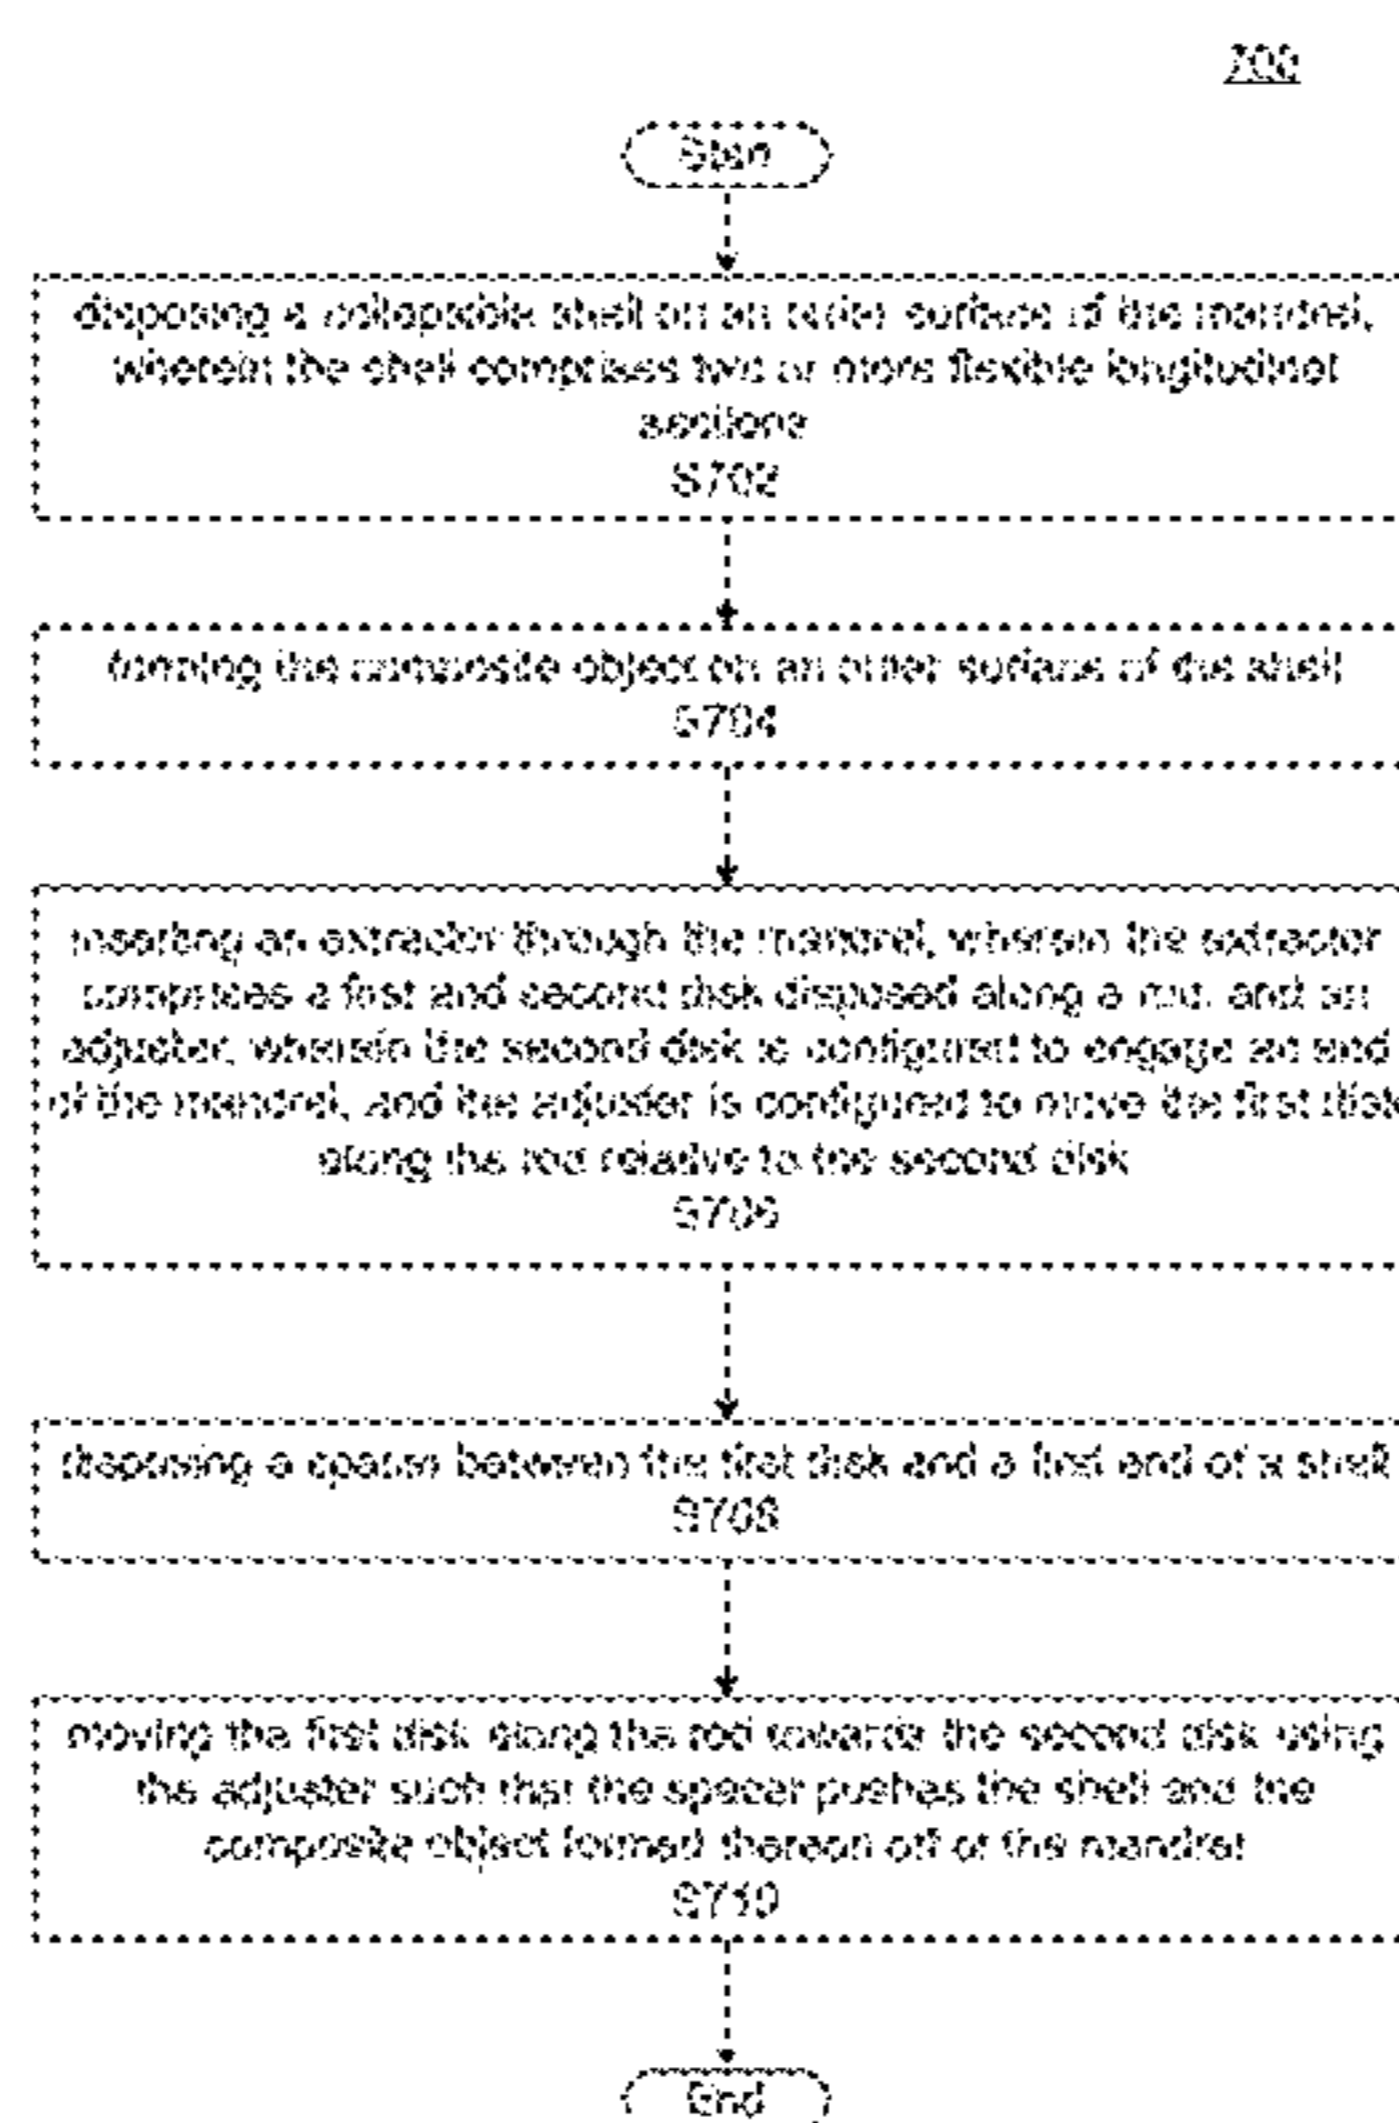 700
Start
disposing a collapsible shell on an outer surface of the mandrel,
wherein the shell comprises two or more flexible longitudinal
sections
S702
forming the composite object on an outer surface of the shell
S704
inserting an extractor through the mandrel, wherein the extractor
comprises a first and second disk disposed along a rod, and an
adjuster, wherein the second disk is configured to engage an end
of the mandrel, and the adjuster is configured to move the first disk
along the rod relative to the second disk
S706
disposing a spacer between the first disk and a first end of a shell
S708
moving the first disk along the rod towards the second disk using
the adjuster such that the spacer pushes the shell and the
composite object formed thereon off of the mandrel
S710
End